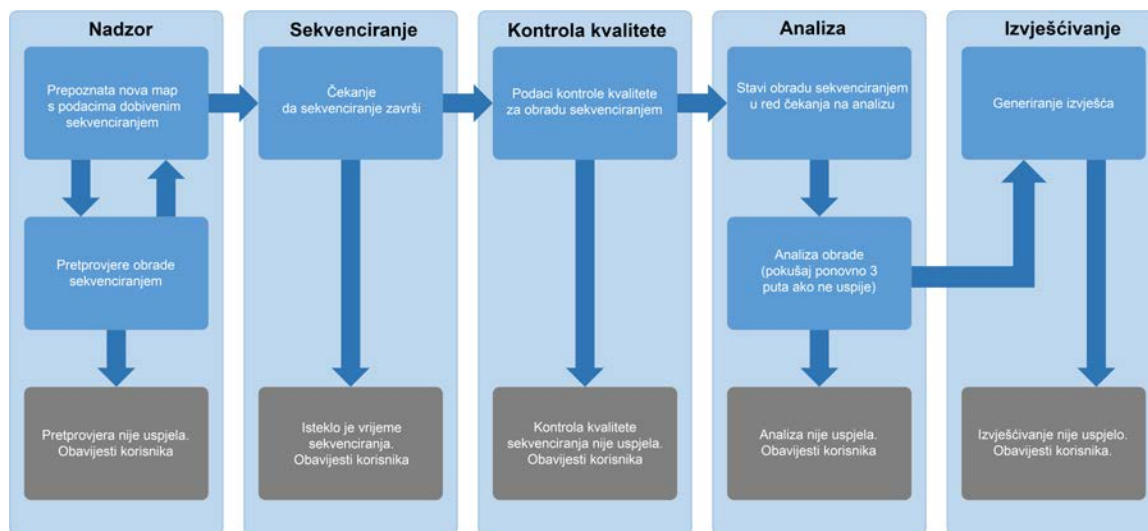 Nadzor
Prepoznata nova map
s podacima dobivenim
sekvenciranjem
Pretprovjere obrade
sekvenciranjem
Pretprovjera nije uspjela.
Obavijesti korisnika
Sekvenciranje
Čekanje
da sekvenciranje završi
Isteklo je vrijeme
sekvenciranja.
Obavijesti korisnika
Kontrola kvalitete
Podaci kontrole kvalitete
za obradu sekvenciranjem
Kontrola kvalitete
sekvenciranja nije uspjela.
Obavijesti korisnika
Analiza
Stavi obradu sekvenciranjem
u red čekanja na analizu
Analiza obrade
(pokušaj ponovno 3
puta ako ne uspije)
Analiza nije uspjela.
Obavijesti korisnika
Izvješćivanje
Generiranje izvješća
Izvješćivanje nije uspjelo.
Obavijesti korisnika.